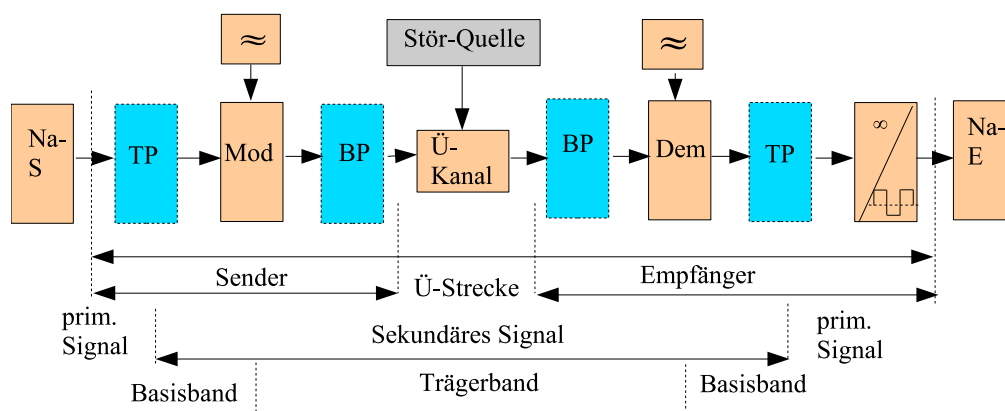 ≈
Stör-Quelle
≈
Na-
S
TP
Mod
BP
Ü-
Kanal
BP
Dem
TP
∞
Na-
E
Sender
Ü-Strecke
Empfänger
prim.
Signal
Sekundäres Signal
prim.
Signal
Basisband
Trägerband
Basisband